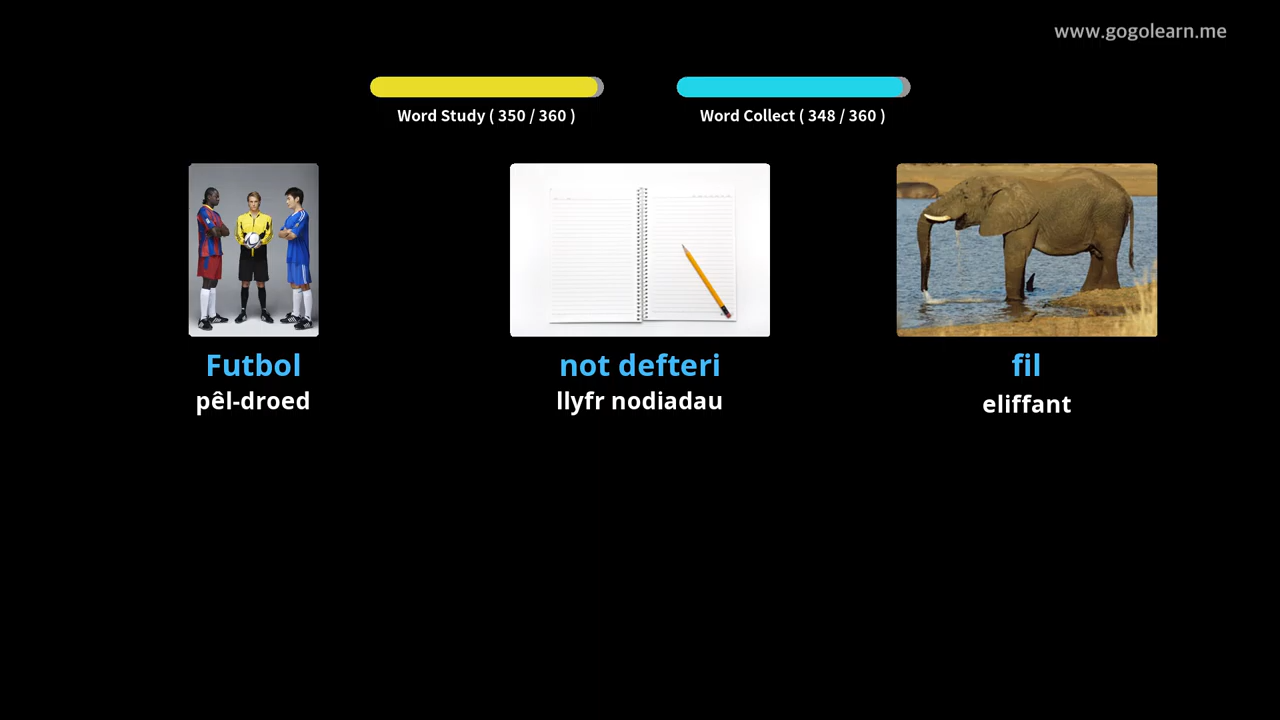 www.gogolearn.me
Word Study ( 350 / 360 )
Word Collect ( 348 / 360 )
Futbol
pêl-droed
not defteri
llyfr nodiadau
fil
eliffant